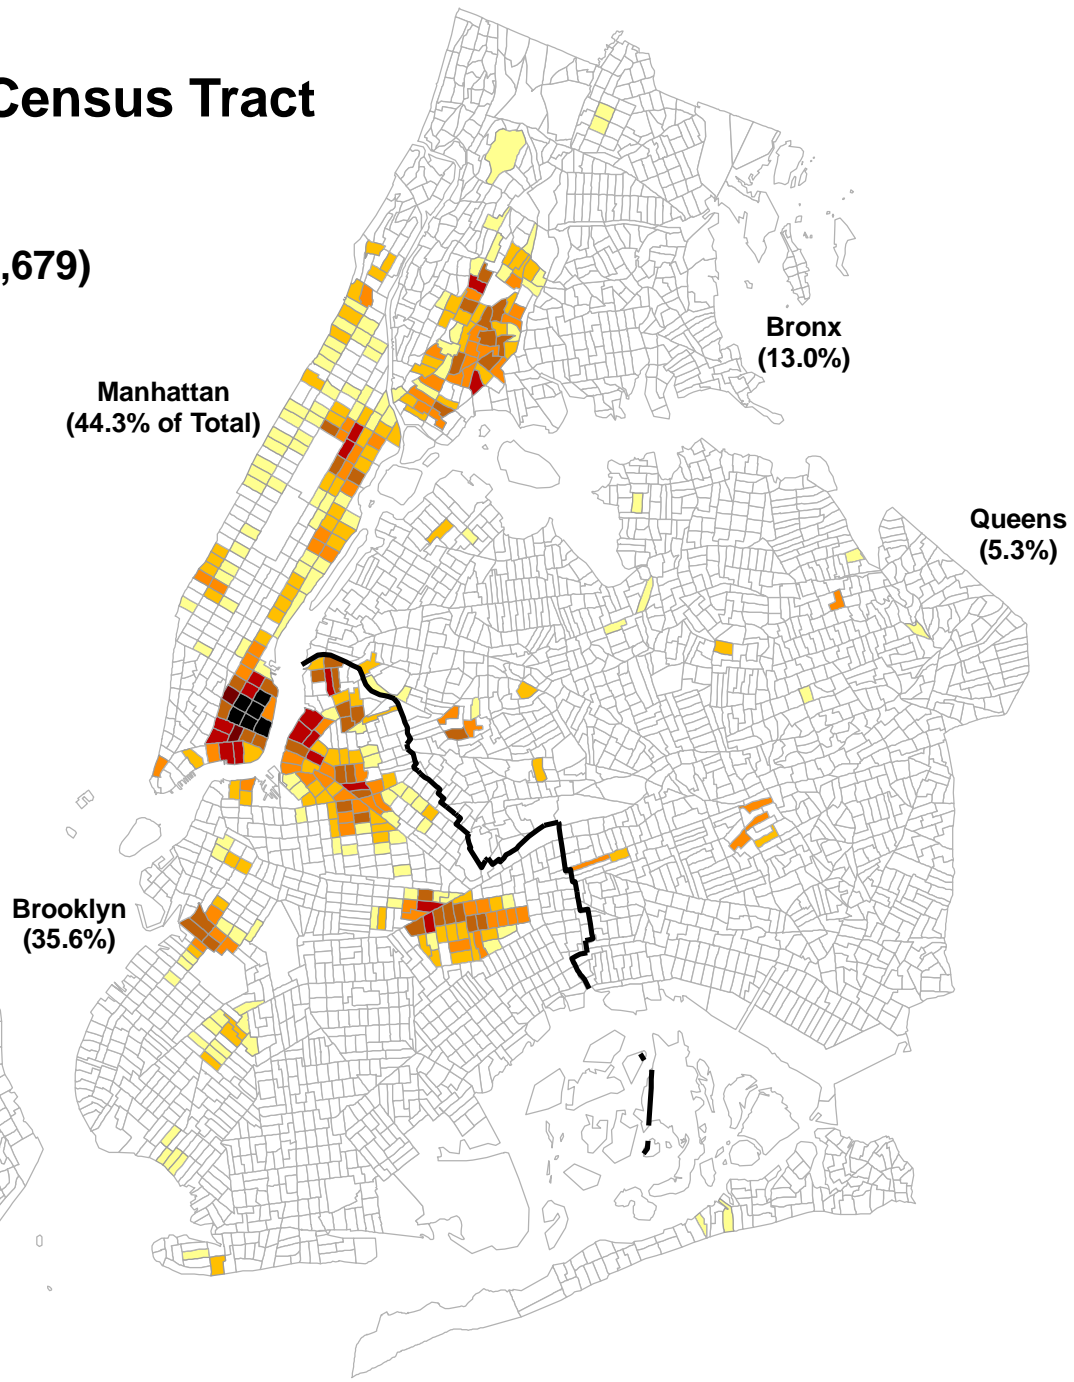 Census Tract
,679)
Bronx
(13.0%)
Manhattan
(44.3% of Total)
Queens
(5.3%)
Brooklyn
(35.6%)